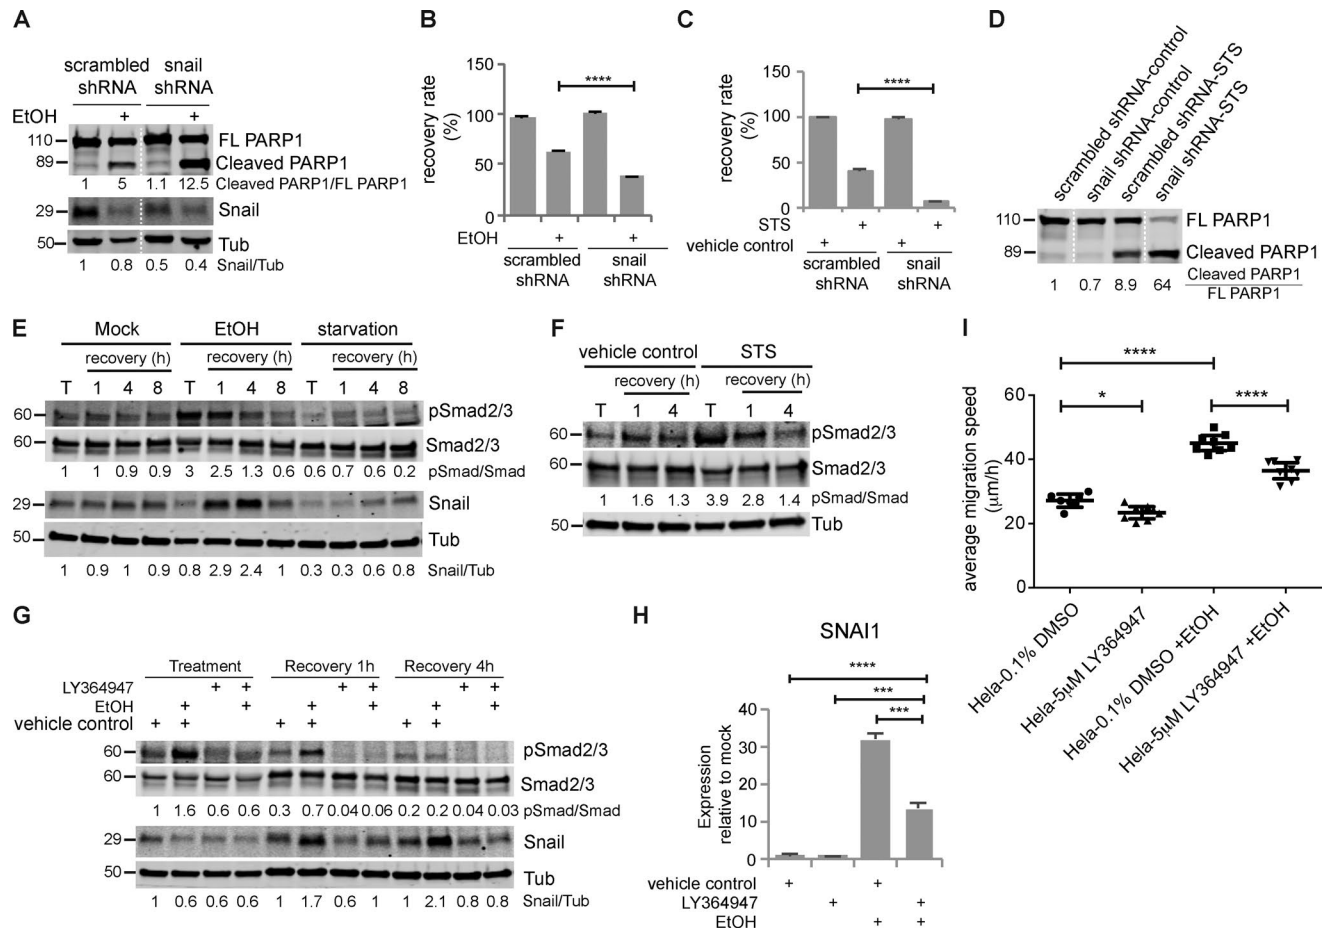 A
scrambled shRNA snail shRNA
EtOH + +
110 FL PARP1
89 Cleaved PARP1
1 5 1.1 12.5 Cleaved PARP1/FL PARP1
29 Snail
50 Tub
1 0.8 0.5 0.4 Snail/Tub
B
recovery rate (%)
150
100
50
0
****
EtOH + +
scrambled shRNA snail shRNA
C
recovery rate (%)
150
100
50
0
****
STS + +
vehicle control + +
scrambled shRNA snail shRNA
D
scrambled shRNA-control
snail shRNA-control
scrambled shRNA-STS
snail shRNA-STS
110 FL PARP1
89 Cleaved PARP1
1 0.7 8.9 64 Cleaved PARP1
FL PARP1
E
Mock EtOH starvation
recovery (h) recovery (h) recovery (h)
T 1 4 8 T 1 4 8 T 1 4 8
60 pSmad2/3
60 Smad2/3
1 1 0.9 0.9 3 2.5 1.3 0.6 0.6 0.7 0.6 0.2 pSmad/Smad
29 Snail
50 Tub
1 0.9 1 0.9 0.8 2.9 2.4 1 0.3 0.3 0.6 0.8 Snail/Tub
F
vehicle control STS
recovery (h) recovery (h)
T 1 4 T 1 4
60 pSmad2/3
60 Smad2/3
1 1.6 1.3 3.9 2.8 1.4 pSmad/Smad
50 Tub
I
average migration speed (µm/h)
60
40
20
0
****
* ****
Hela-0.1% DMSO
Hela-5µM LY364947
Hela-0.1% DMSO +EtOH
Hela-5µM LY364947 +EtOH
G
Treatment Recovery 1h Recovery 4h
LY364947 + + + + + +
EtOH + + + + + +
vehicle control + + + + + +
60 pSmad2/3
60 Smad2/3
1 1.6 0.6 0.6 0.3 0.7 0.04 0.06 0.2 0.2 0.04 0.03 pSmad/Smad
29 Snail
50 Tub
1 0.6 0.6 0.6 1 1.7 0.6 1 1 2.1 0.8 0.8 Snail/Tub
H
SNAI1
Expression relative to mock
40
30
20
10
0
****
***
***
vehicle control + +
LY364947 + +
EtOH + +